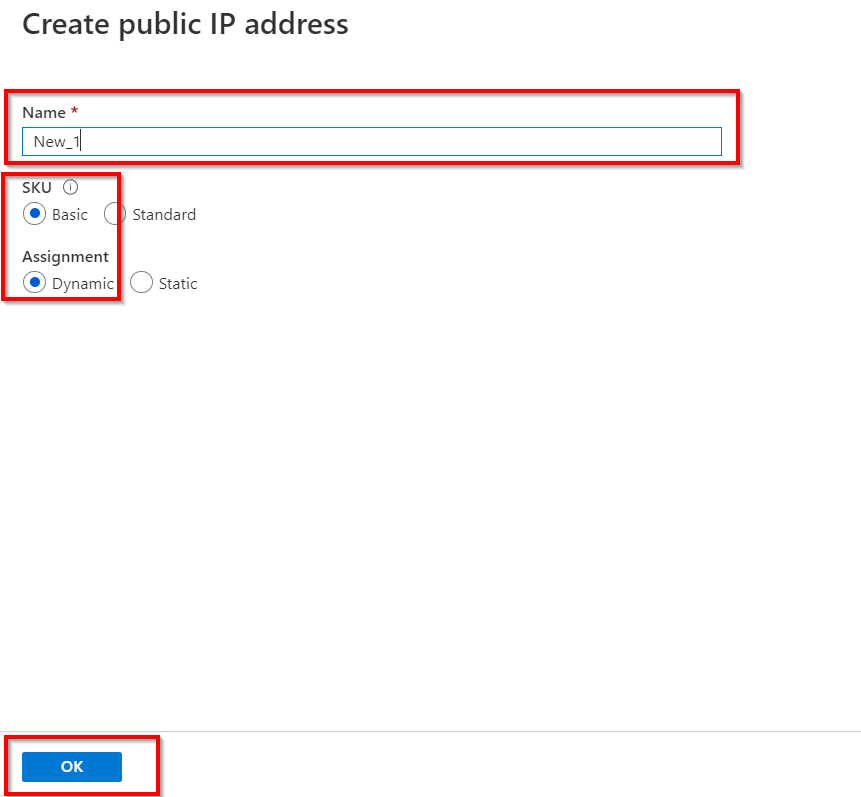 Create public IP address
Name *
New_1
SKU
Basic Standard
Assignment
Dynamic Static
OK